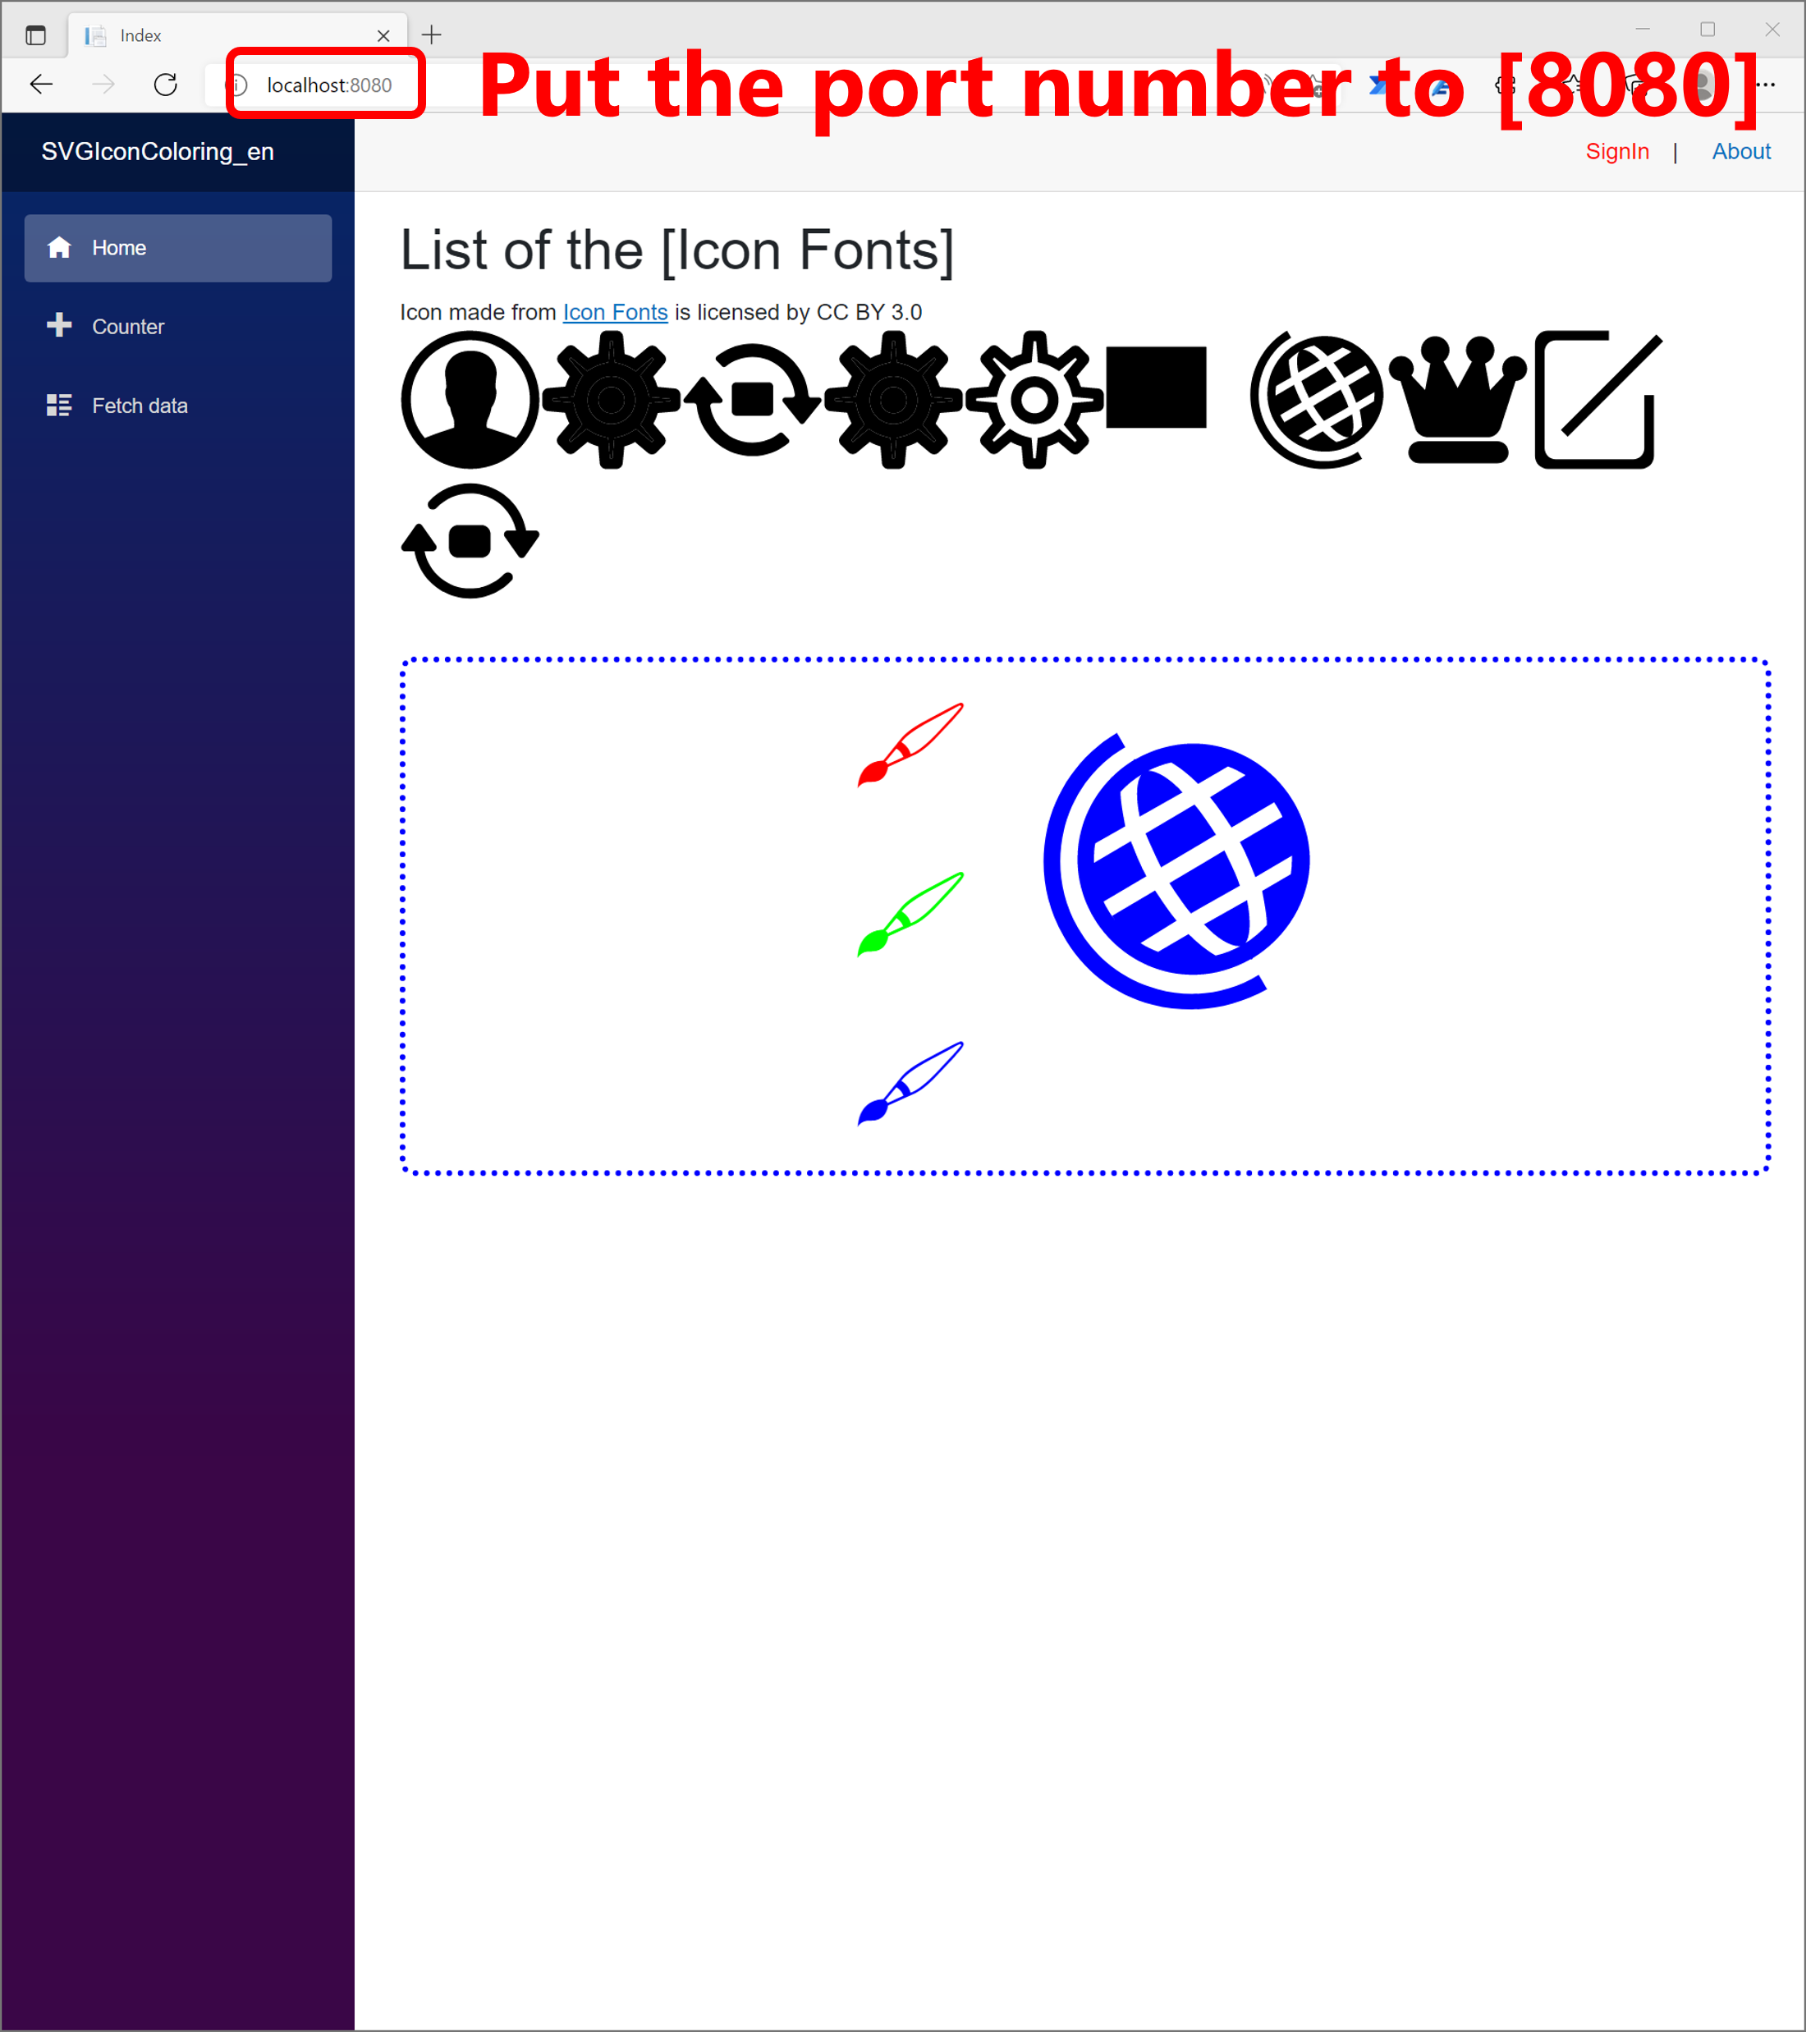 Index
localhost:8080
Put the port number to [8080]
SVGIconColoring_en
SignIn | About
Home
Counter
Fetch data
List of the [Icon Fonts]
Icon made from Icon Fonts is licensed by CC BY 3.0